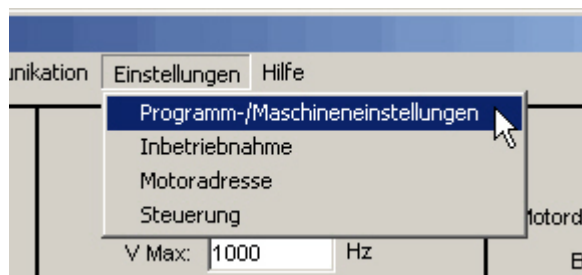 unikation Einstellungen Hilfe
Programm-/Maschineneinstellungen
Inbetriebnahme
Motoradresse
Steuerung
Motord
V Max: 1000 Hz
E